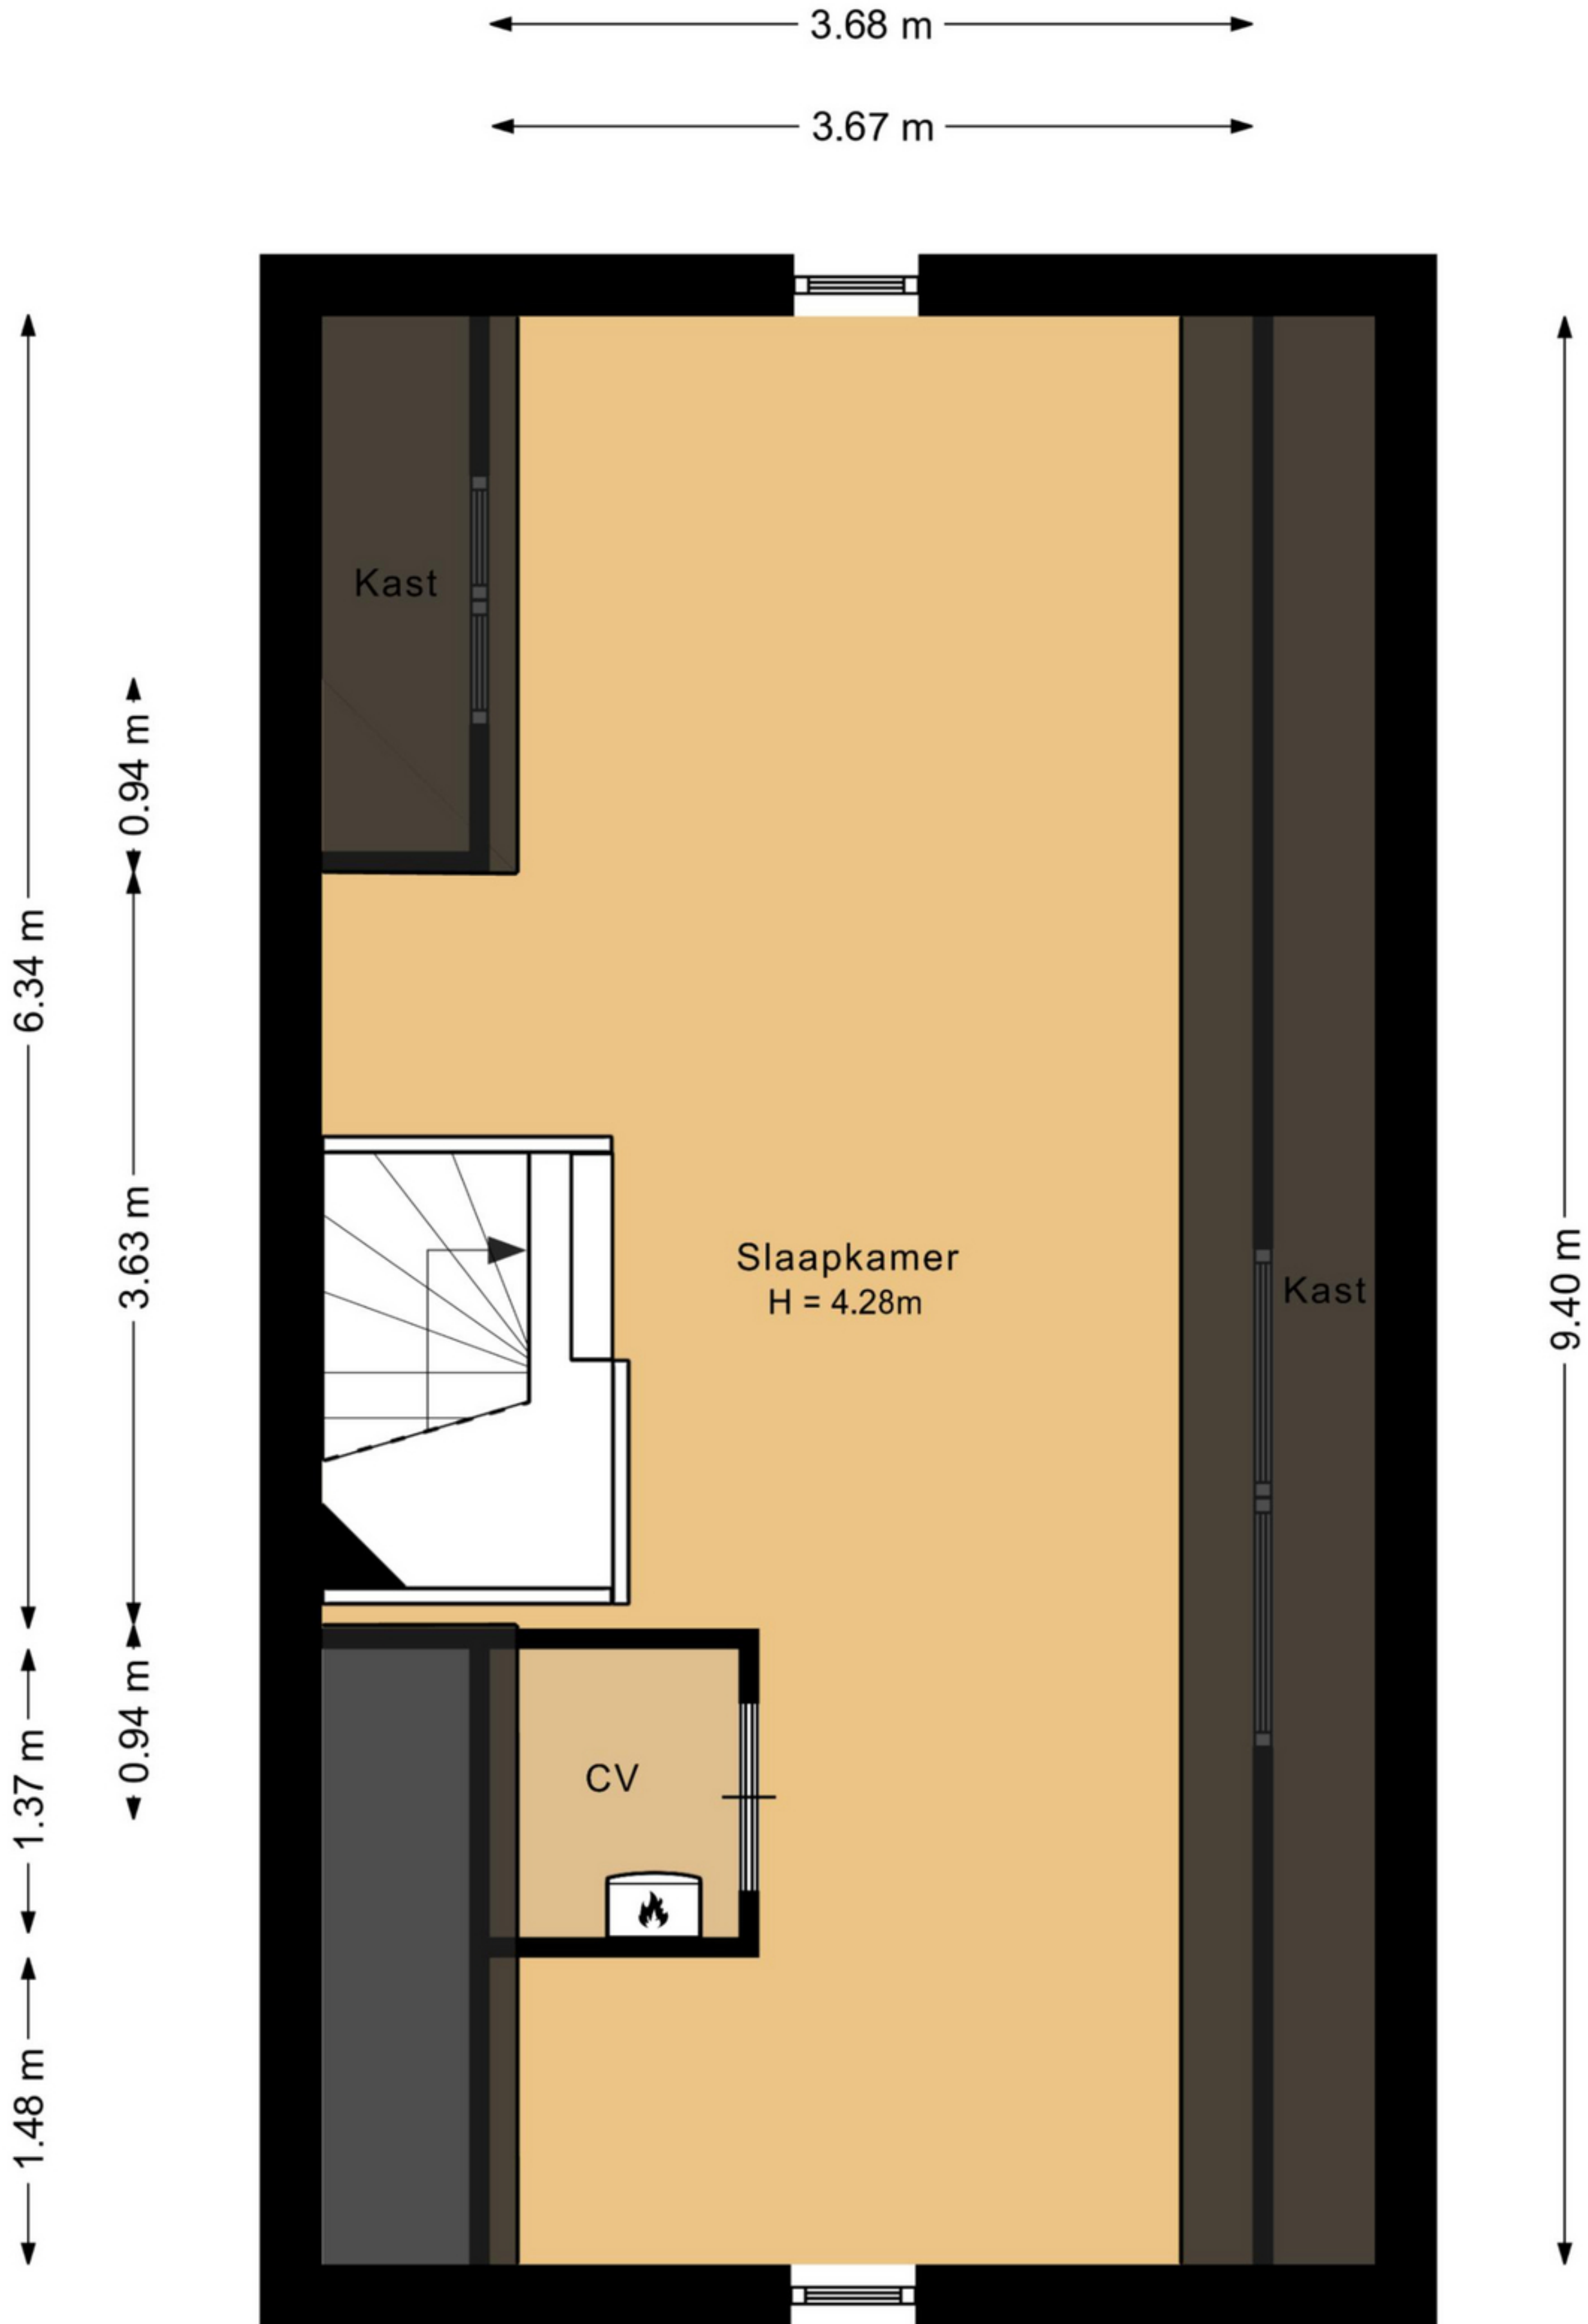 3.68 m
3.67 m
Kast
0.94 m
6.34 m
3.63 m
Slaapkamer
H = 4.28m
Kast
9.40 m
0.94 m
1.37 m
CV
1.48 m